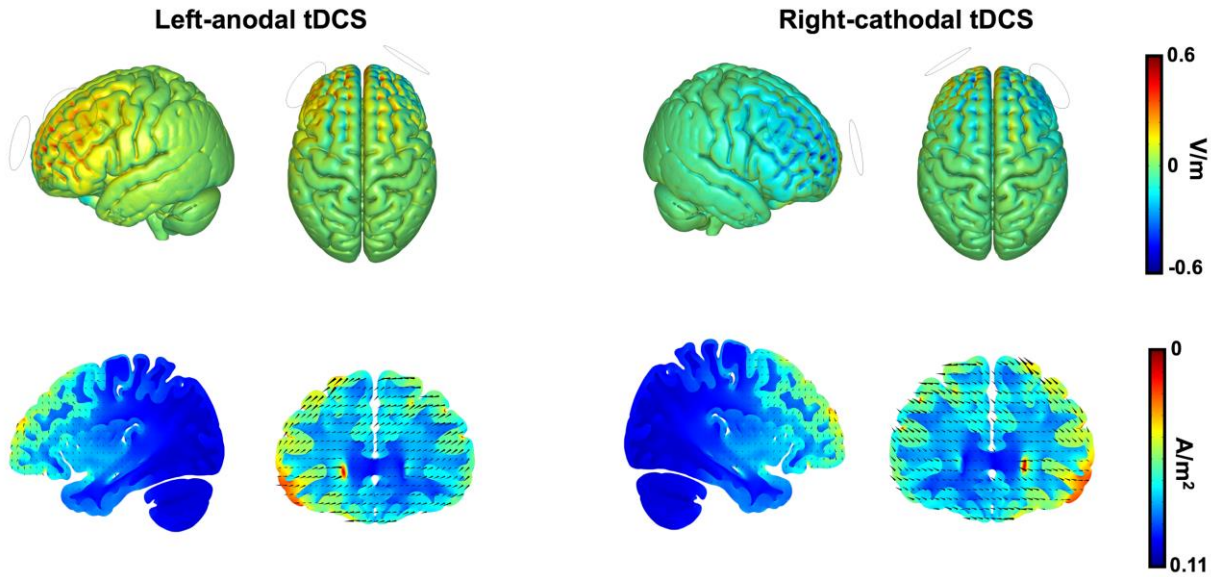 Left-anodal tDCS
Right-cathodal tDCS
0.6
0
-0.6
V/m
0
0.11
A/m²